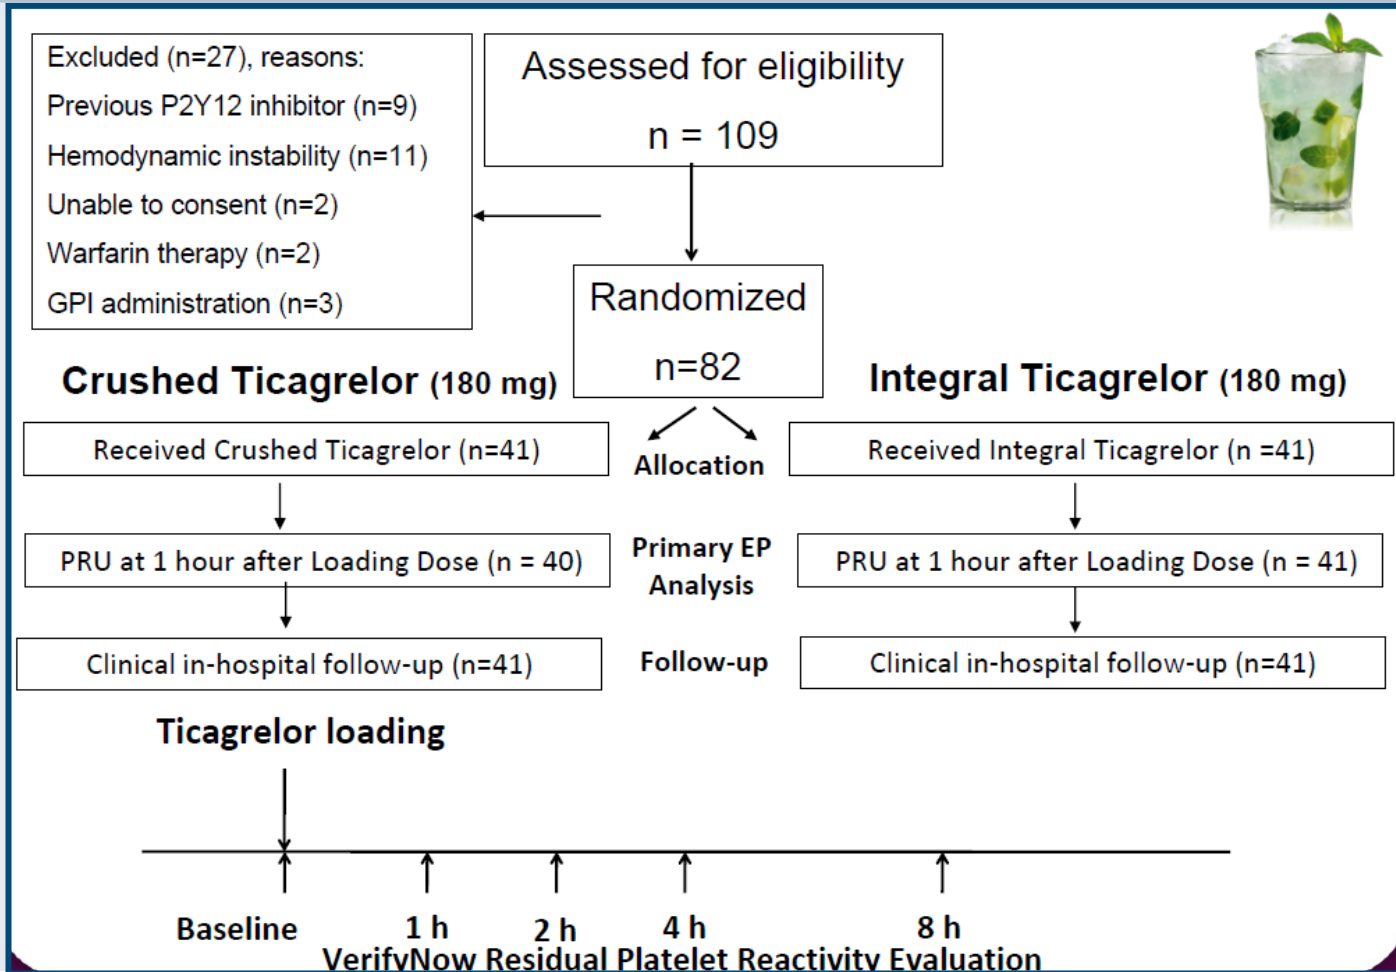 Excluded (n=27), reasons:
Previous P2Y12 inhibitor (n=9)
Hemodynamic instability (n=11)
Unable to consent (n=2)
Warfarin therapy (n=2)
GPI administration (n=3)
Assessed for eligibility
n = 109
Randomized
n=82
Crushed Ticagrelor (180 mg)
Integral Ticagrelor (180 mg)
Received Crushed Ticagrelor (n=41)
Allocation
Received Integral Ticagrelor (n =41)
PRU at 1 hour after Loading Dose (n = 40)
Primary EP
Analysis
PRU at 1 hour after Loading Dose (n = 41)
Clinical in-hospital follow-up (n=41)
Follow-up
Clinical in-hospital follow-up (n=41)
Ticagrelor loading
Baseline 1 h 2 h 4 h 8 h
VerifyNow Residual Platelet Reactivity Evaluation